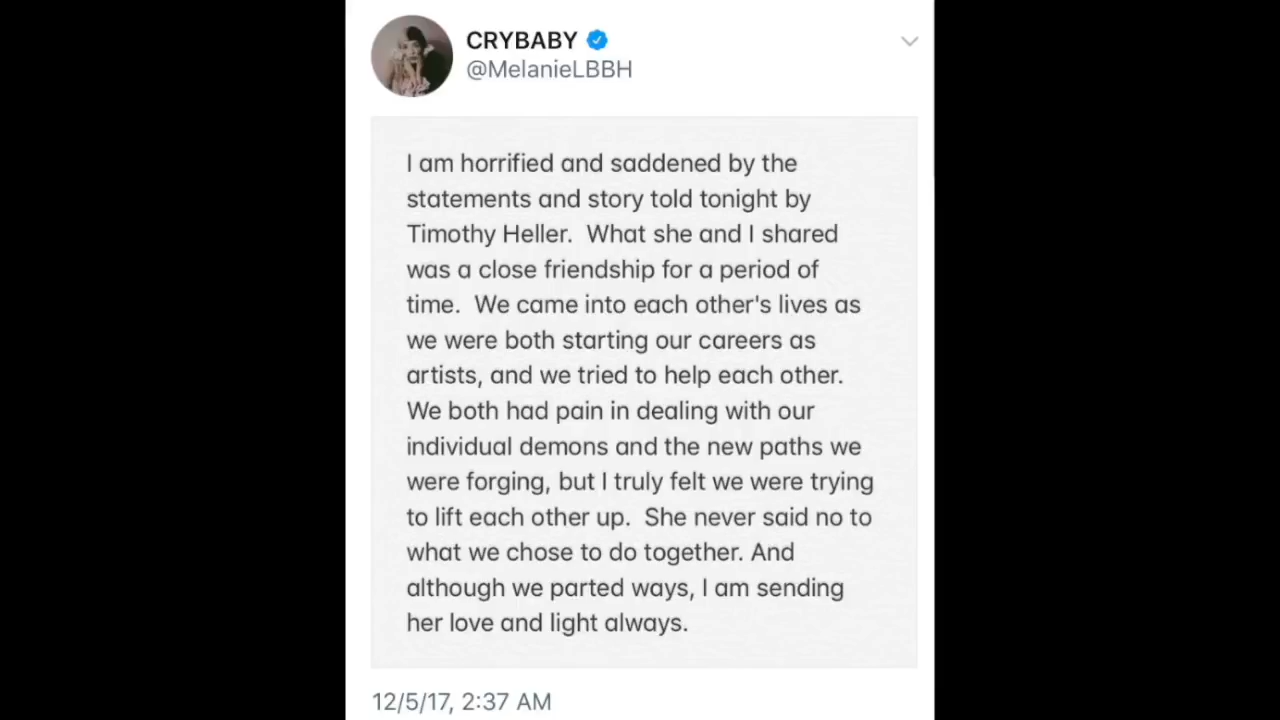 CRYBABY
@MelanieLBBH
I am horrified and saddened by the
statements and story told tonight by
Timothy Heller.  What she and I shared
was a close friendship for a period of
time.  We came into each other's lives as
we were both starting our careers as
artists, and we tried to help each other.
We both had pain in dealing with our
individual demons and the new paths we
were forging, but I truly felt we were trying
to lift each other up.  She never said no to
what we chose to do together. And
although we parted ways, I am sending
her love and light always.
12/5/17, 2:37 AM